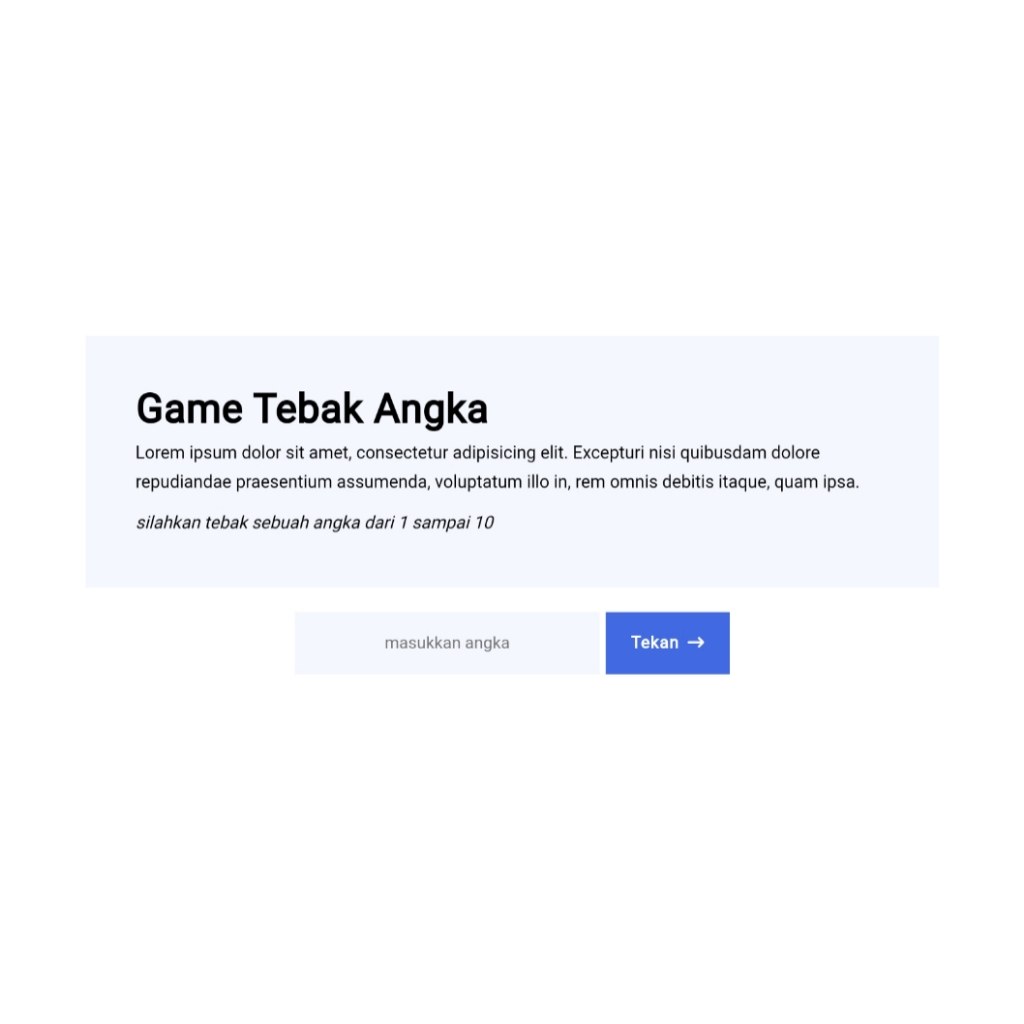 Game Tebak Angka
Lorem ipsum dolor sit amet, consectetur adipisicing elit. Excepturi nisi quibusdam dolore
repudiandae praesentium assumenda, voluptatum illo in, rem omnis debitis itaque, quam ipsa.
silahkan tebak sebuah angka dari 1 sampai 10
masukkan angka
Tekan →